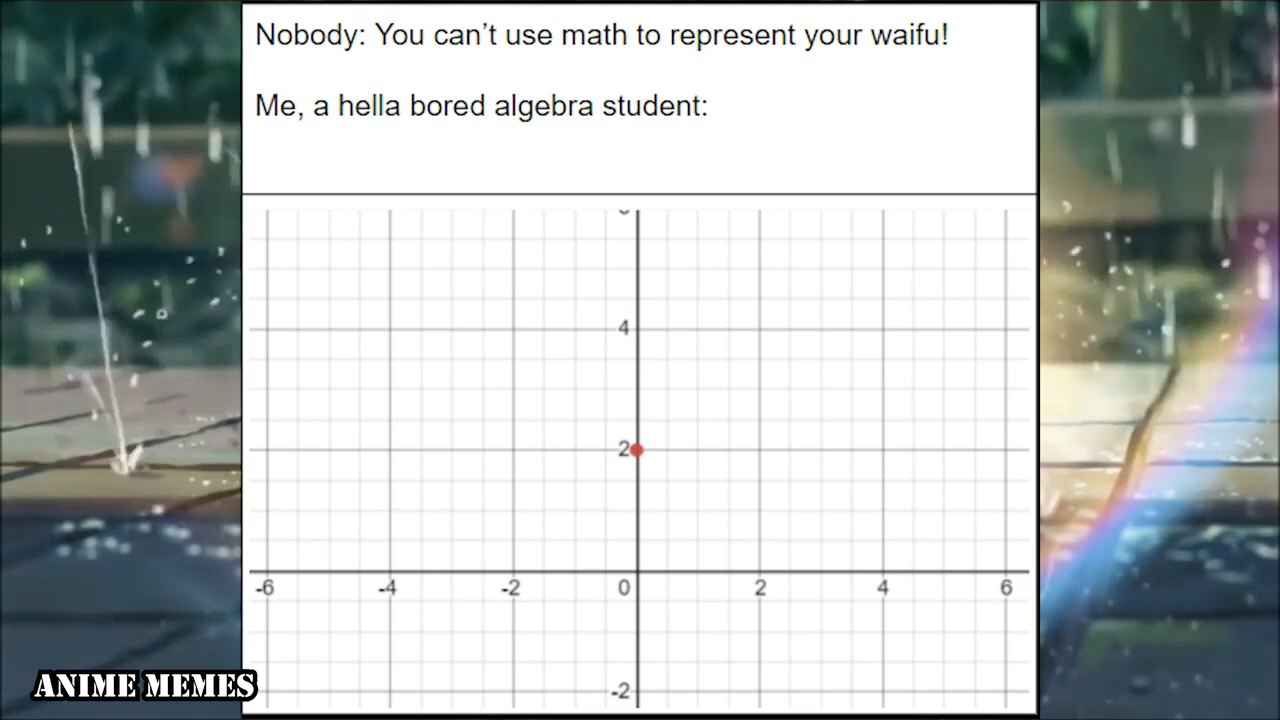 Nobody: You can’t use math to represent your waifu!
Me, a hella bored algebra student:
4
2
-6 -4 -2 0 2 4 6
-2
ANIME MEMES